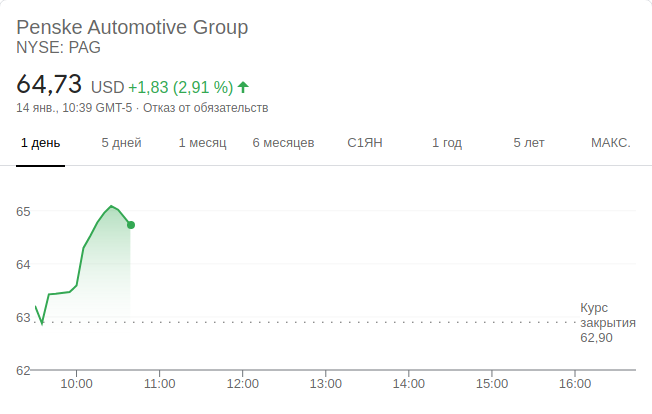 Penske Automotive Group
NYSE: PAG
64,73 USD +1,83 (2,91 %)
14 янв., 10:39 GMT-5 · Отказ от обязательств
1 день 5 дней 1 месяц 6 месяцев С1ЯН 1 год 5 лет МАКС.
65
64
63
62
Курс
закрытия
62,90
10:00 11:00 12:00 13:00 14:00 15:00 16:00